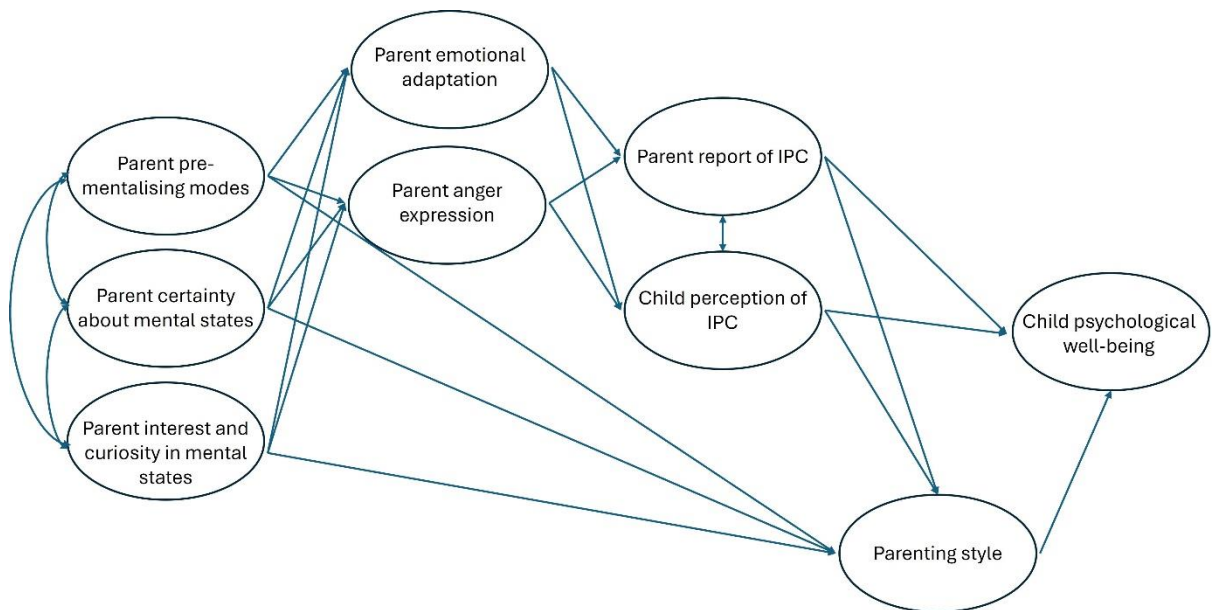 Parent emotional
adaptation
Parent pre-
mentalising modes
Parent anger
expression
Parent report of IPC
Parent certainty
about mental states
Child perception of
IPC
Child psychological
well-being
Parent interest and
curiosity in mental
states
Parenting style